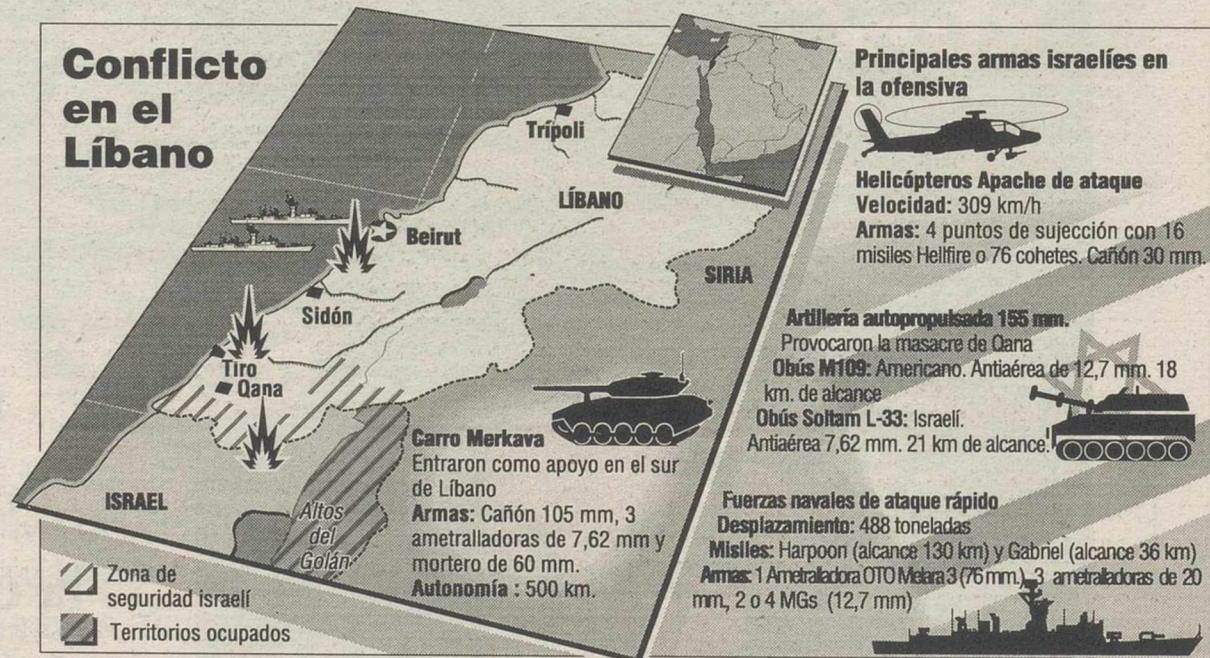 Conflicto
en el
Líbano
Trípoli
LÍBANO
Beirut
SIRIA
Sidón
Tiro
Qana
ISRAEL
Altos
del
Golán
Zona de
seguridad israelí
Territorios ocupados
Carro Merkava
Entraron como apoyo en el sur
de Líbano
Armas: Cañón 105 mm, 3
ametralladoras de 7,62 mm y
mortero de 60 mm.
Autonomía : 500 km.
Principales armas israelíes en
la ofensiva
Helicópteros Apache de ataque
Velocidad: 309 km/h
Armas: 4 puntos de sujección con 16
misiles Hellfire o 76 cohetes. Cañón 30 mm.
Artillería autopropulsada 155 mm.
Provocaron la masacre de Qana
Obús M109: Americano. Antiaérea de 12,7 mm. 18
km. de alcance
Obús Soltam L-33: Israelí.
Antiaérea 7,62 mm. 21 km de alcance.
Fuerzas navales de ataque rápido
Desplazamiento: 488 toneladas
Misiles: Harpoon (alcance 130 km) y Gabriel (alcance 36 km)
Armas: 1 Ametralladora OTO Melara 3 (76 mm.), 3 ametralladoras de 20
mm., 2 o 4 MGs (12,7 mm)